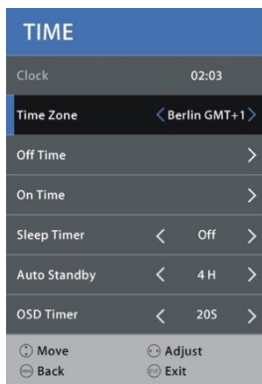 TIME
Clock 02:03
Time Zone Berlin GMT+1
Off Time
On Time
Sleep Timer Off
Auto Standby 4 H
OSD Timer 20S
Move Adjust
Back Exit